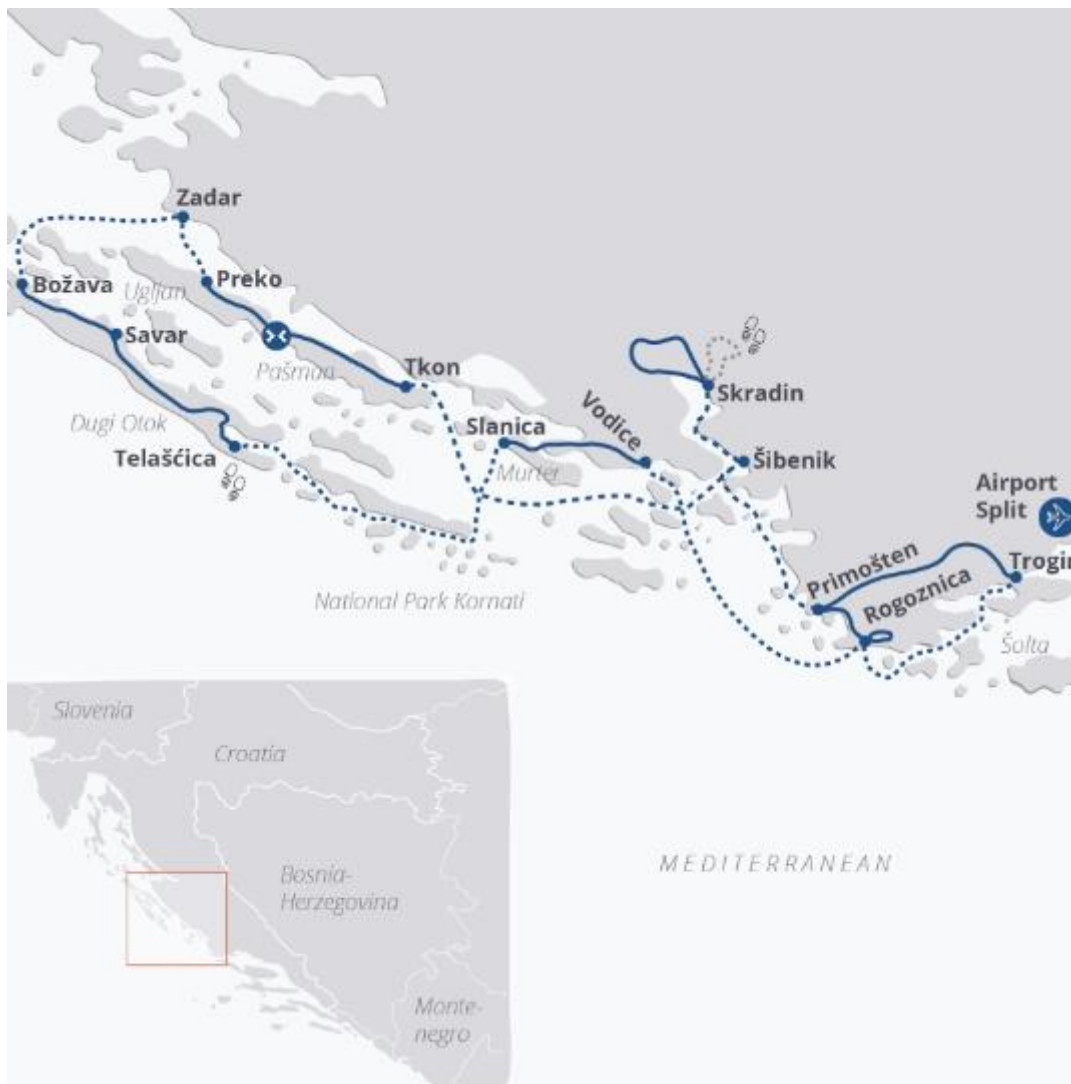 Zadar
Božava
Preko
Ugljan
Savar
Pašman
Tkon
Skradin
Dugi Otok
Slanica
Vodice
Telašćica
Murter
Šibenik
Airport
Split
National Park Kornati
Primošten
Rogoznica
Trogir
Šolta
Slovenia
Croatia
MEDITERRANEAN
Bosnia-
Herzegovina
Monte-
negro